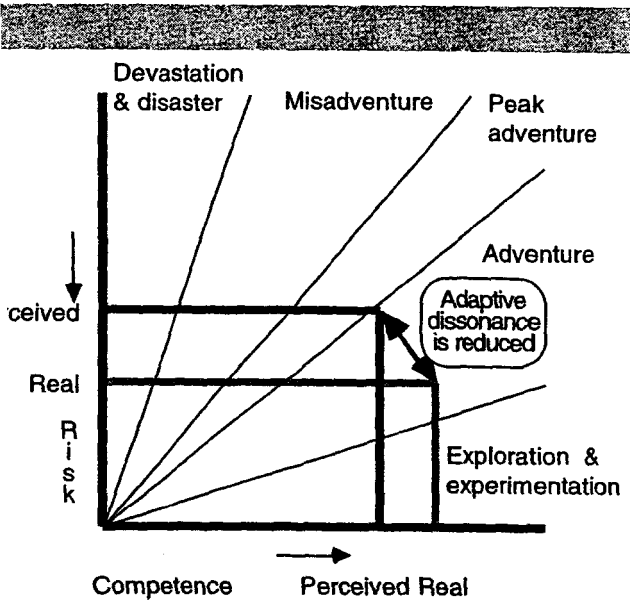 Devastation
& disaster
Misadventure
Peak
adventure
Adventure
Adaptive
dissonance
is reduced
ceived
Real
R
i
s
k
Exploration &
experimentation
Competence
Perceived Real